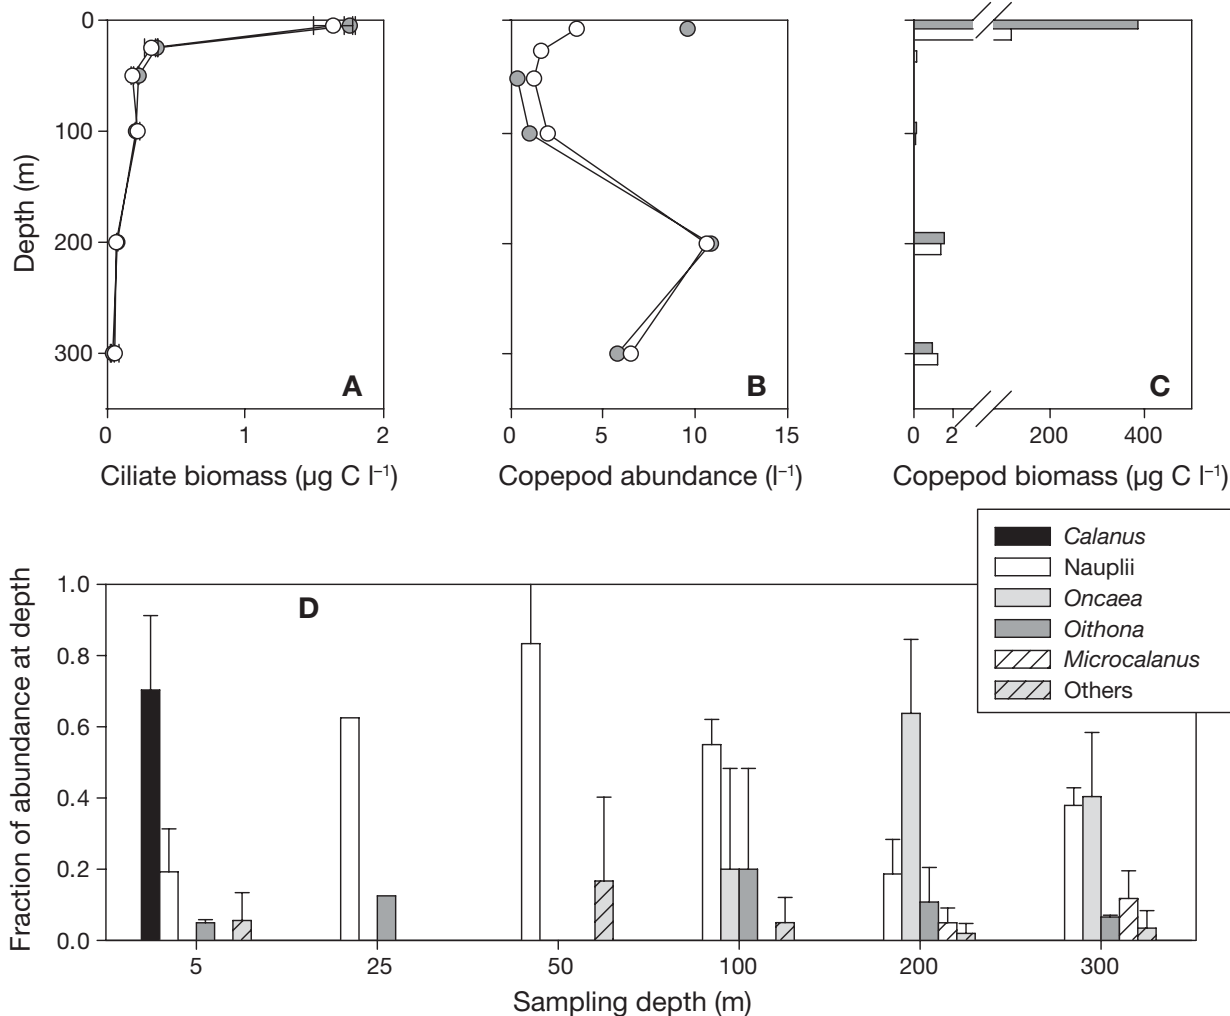 0
100
200
300
Depth (m)
A
0 1 2
Ciliate biomass (µg C l⁻¹)
B
0 5 10 15
Copepod abundance (l⁻¹)
C
0 2 200 400
Copepod biomass (µg C l⁻¹)
Calanus
Nauplii
Oncaea
Oithona
Microcalanus
Others
D
1.0
0.8
0.6
0.4
0.2
0.0
Fraction of abundance at depth
5 25 50 100 200 300
Sampling depth (m)